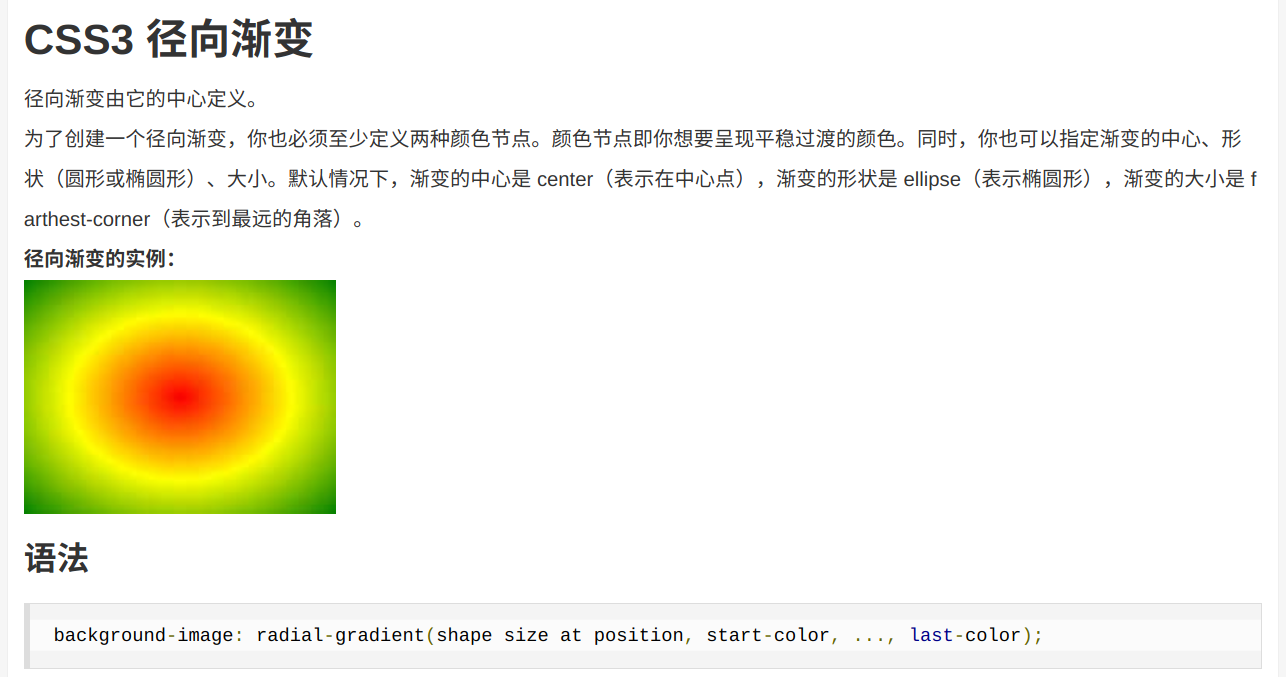 CSS3 径向渐变
径向渐变由它的中心定义。
为了创建一个径向渐变，你也必须至少定义两种颜色节点。颜色节点即你想要呈现平稳过渡的颜色。同时，你也可以指定渐变的中心、形
状（圆形或椭圆形）、大小。默认情况下，渐变的中心是 center（表示在中心点），渐变的形状是 ellipse（表示椭圆形），渐变的大小是 f
arthest-corner（表示到最远的角落）。
径向渐变的实例：
语法
background-image: radial-gradient(shape size at position, start-color, ..., last-color);